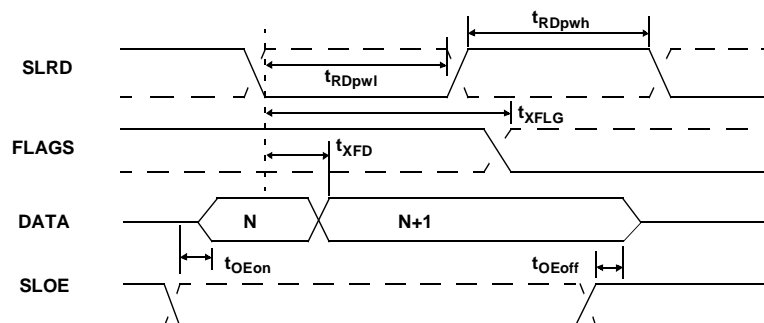 tRDpwh
SLRD
tRDpwl
tXFLG
FLAGS
tXFD
DATA
N
N+1
tOEon
tOEoff
SLOE